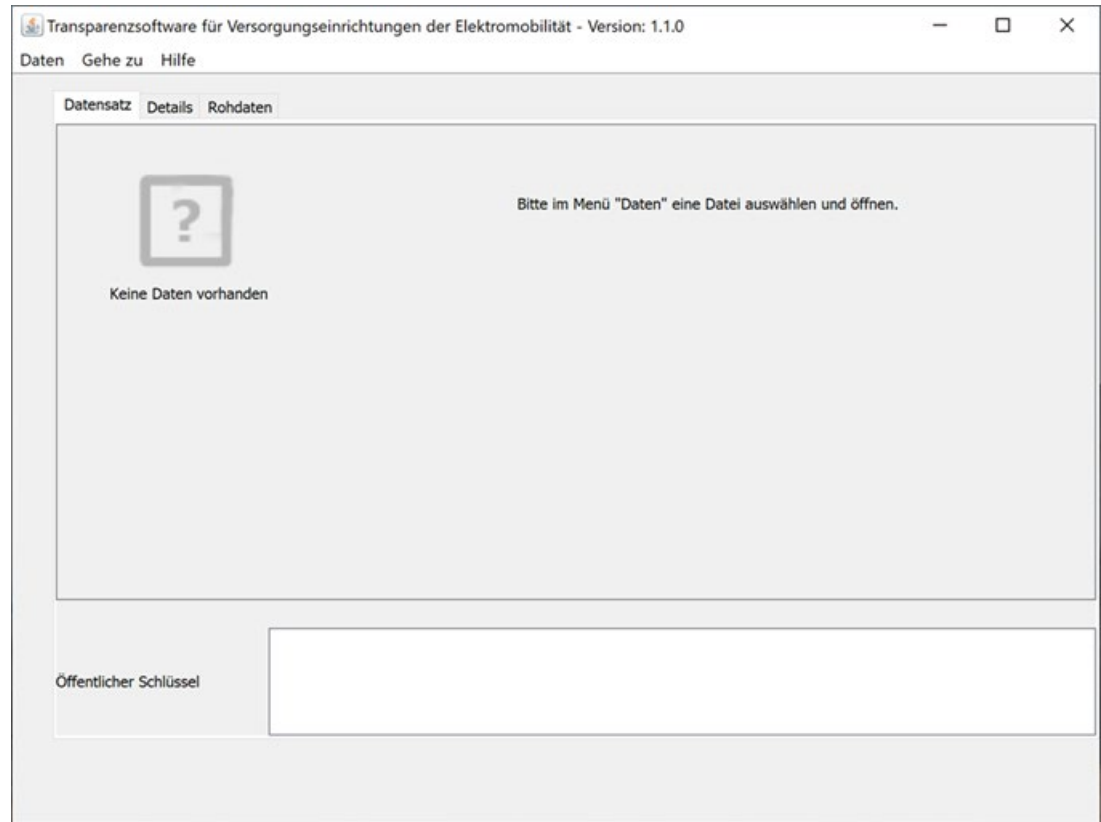 Transparenzsoftware für Versorgungseinrichtungen der Elektromobilität - Version: 1.1.0
Daten Gehe zu Hilfe
Datensatz Details Rohdaten
?
Bitte im Menü "Daten" eine Datei auswählen und öffnen.
Keine Daten vorhanden
Öffentlicher Schlüssel